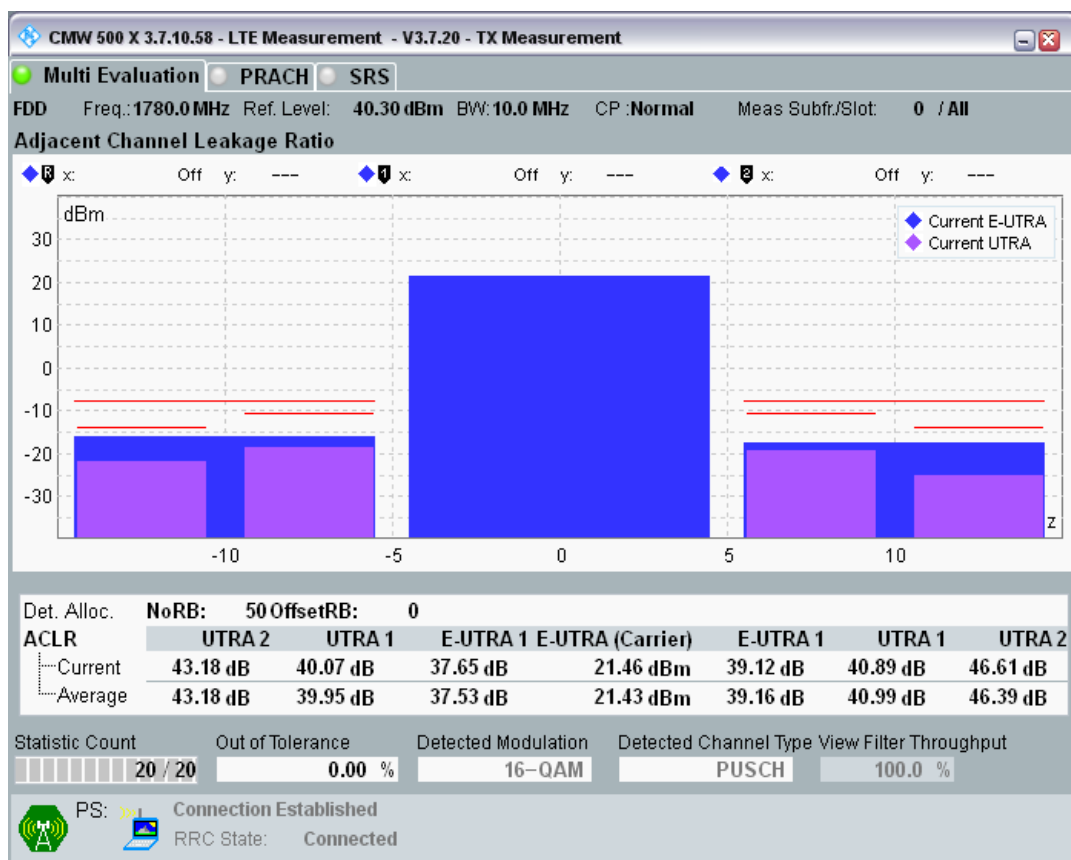 CMW 500 X 3.7.10.58 - LTE Measurement - V3.7.20 - TX Measurement
Multi Evaluation PRACH SRS
FDD Freq.: 1780.0 MHz Ref. Level: 40.30 dBm BW: 10.0 MHz CP :Normal Meas Subfr./Slot: 0 / All
Adjacent Channel Leakage Ratio
R x: Off y: --- 1 x: Off y: --- 2 x: Off y: ---
dBm
Current E-UTRA
Current UTRA
30
20
10
0
-10
-20
-30
z
-10 -5 0 5 10
Det. Alloc. NoRB: 50 OffsetRB: 0
ACLR UTRA 2 UTRA 1 E-UTRA 1 E-UTRA (Carrier) E-UTRA 1 UTRA 1 UTRA 2
Current 43.18 dB 40.07 dB 37.65 dB 21.46 dBm 39.12 dB 40.89 dB 46.61 dB
Average 43.18 dB 39.95 dB 37.53 dB 21.43 dBm 39.16 dB 40.99 dB 46.39 dB
Statistic Count Out of Tolerance Detected Modulation Detected Channel Type View Filter Throughput
20 / 20 0.00 % 16-QAM PUSCH 100.0 %
PS: Connection Established
RRC State: Connected